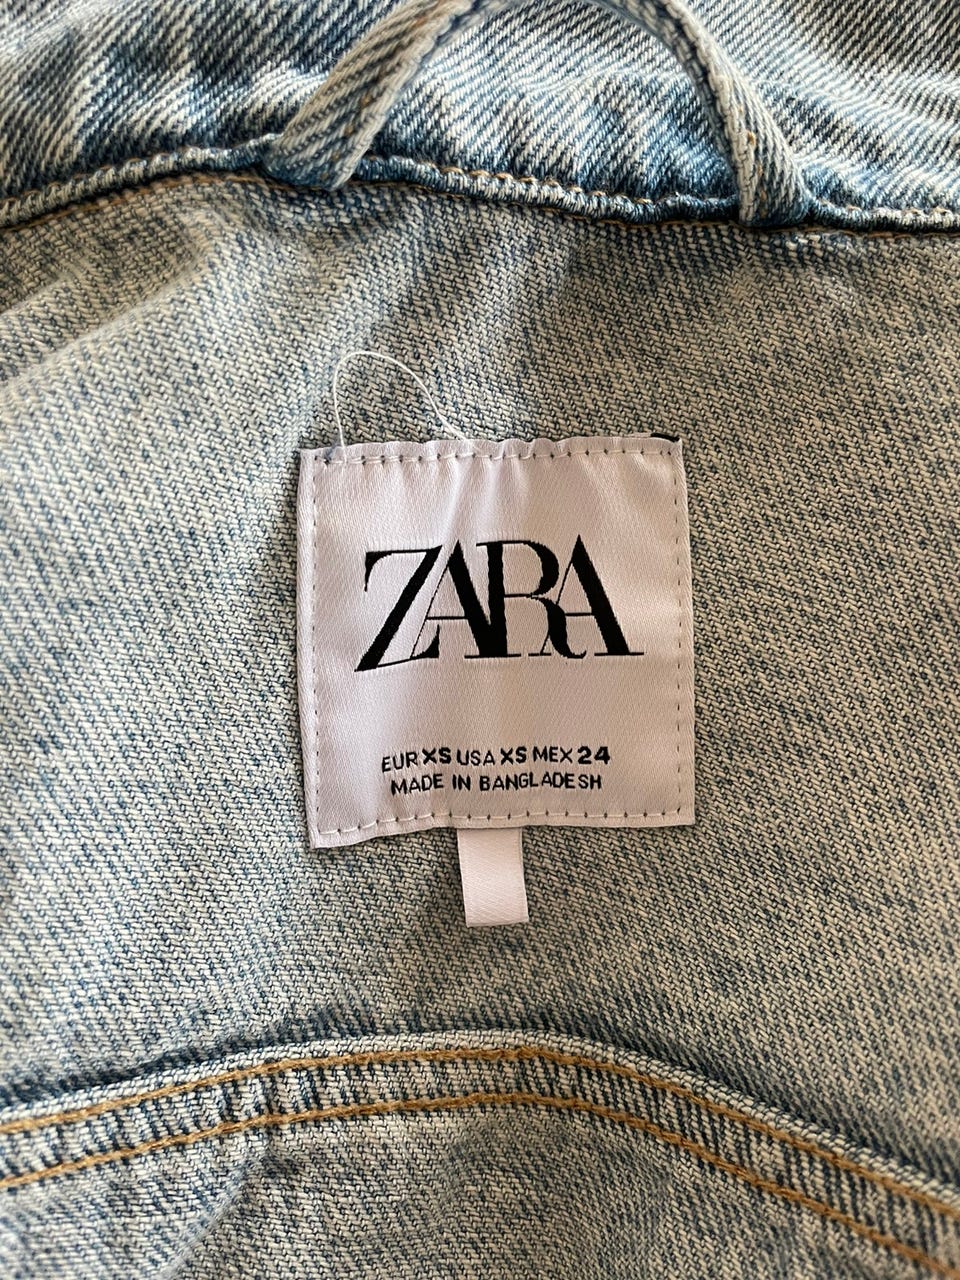 ZARA
EUR XS USA XS MEX 24
MADE IN BANGLADESH